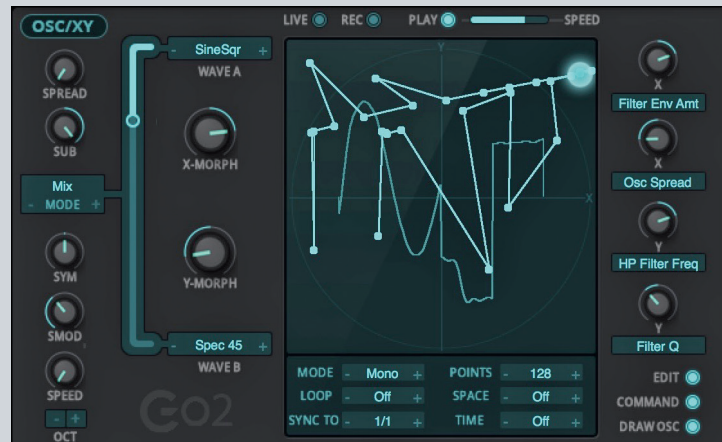 OSC/XY
LIVE REC PLAY SPEED
SPREAD
SUB
Mix
- MODE +
SYM
SMOD
SPEED
- +
OCT
- SineSqr +
WAVE A
X-MORPH
Y-MORPH
- Spec 45 +
WAVE B
Go2
Y
X
MODE - Mono + POINTS - 128 +
LOOP - Off + SPACE - Off +
SYNC TO - 1/1 + TIME - Off +
X
Filter Env Amt
X
Osc Spread
Y
HP Filter Freq
Y
Filter Q
EDIT
COMMAND
DRAW OSC